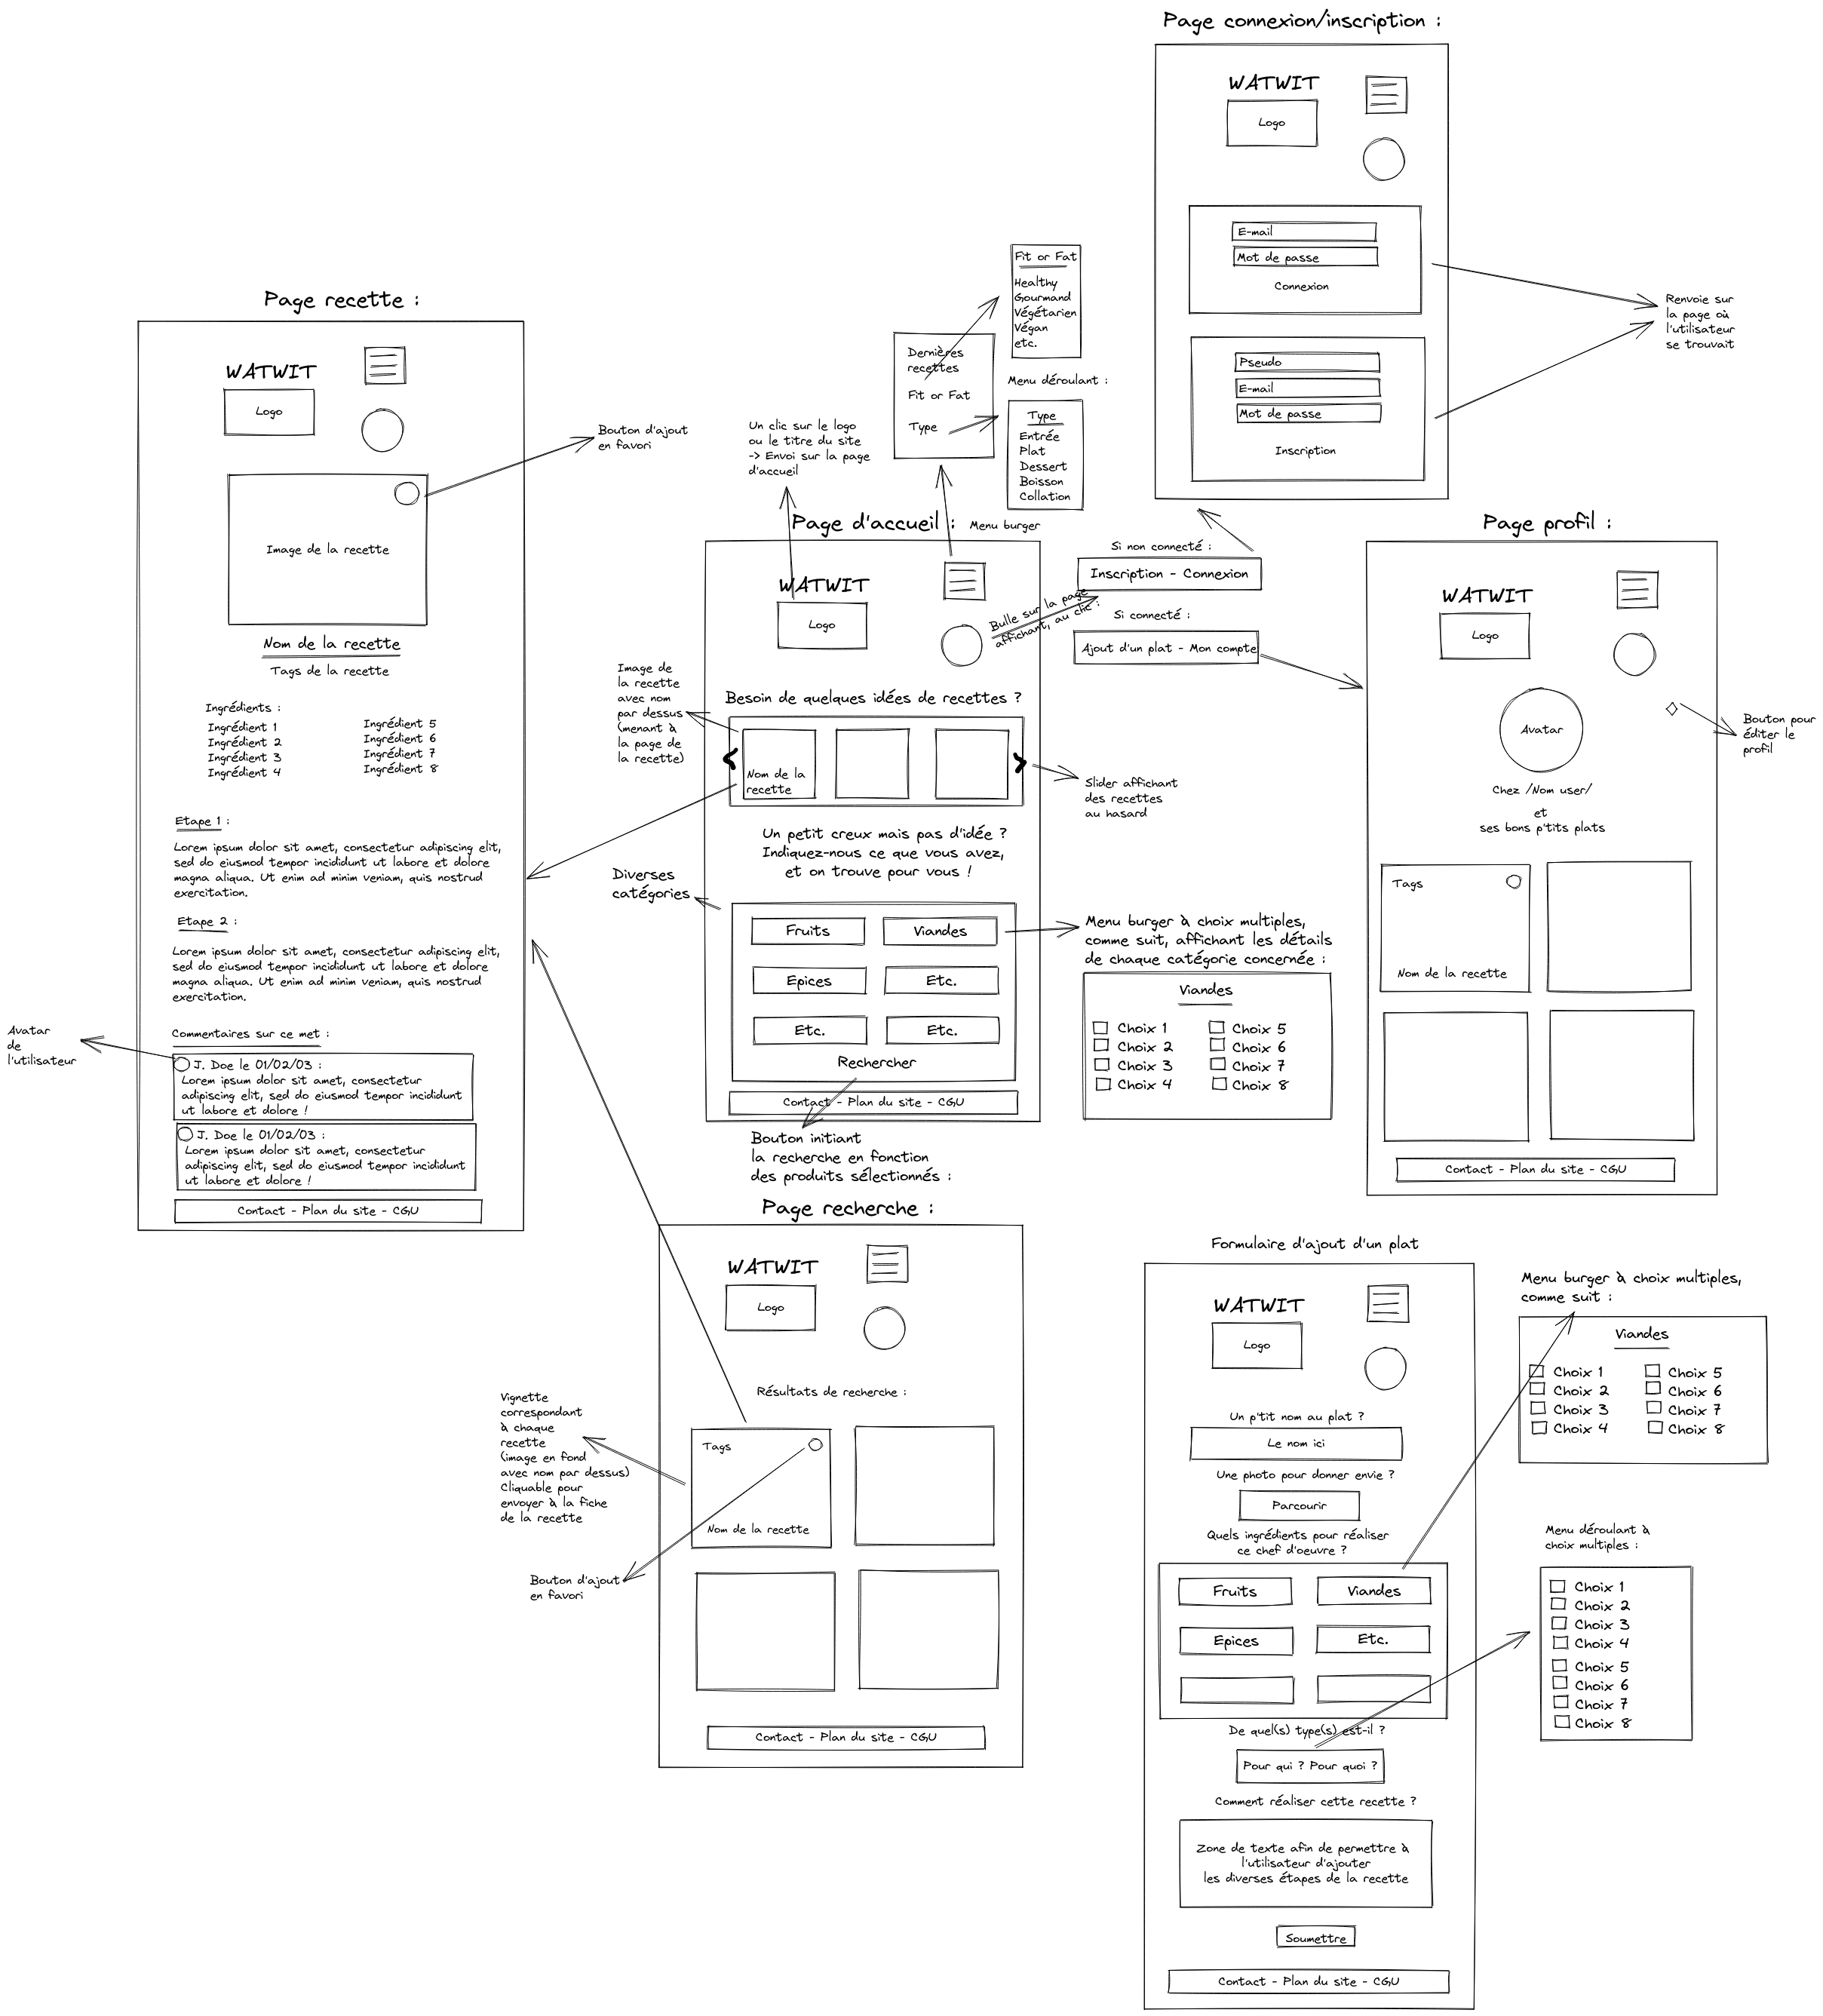 Page connexion/inscription :
WATWIT
Logo
E-mail
Mot de passe
Connexion
Pseudo
E-mail
Mot de passe
Inscription
Renvoie sur
la page où
l'utilisateur
se trouvait
Page recette :
WATWIT
Logo
Bouton d'ajout
en favori
Image de la recette
Nom de la recette
Tags de la recette
Ingrédients :
Ingrédient 1
Ingrédient 2
Ingrédient 3
Ingrédient 4
Ingrédient 5
Ingrédient 6
Ingrédient 7
Ingrédient 8
Etape 1 :
Lorem ipsum dolor sit amet, consectetur adipiscing elit,
sed do eiusmod tempor incididunt ut labore et dolore
magna aliqua. Ut enim ad minim veniam, quis nostrud
exercitation.
Etape 2 :
Lorem ipsum dolor sit amet, consectetur adipiscing elit,
sed do eiusmod tempor incididunt ut labore et dolore
magna aliqua. Ut enim ad minim veniam, quis nostrud
exercitation.
Commentaires sur ce met :
Avatar
de
l'utilisateur
J. Doe le 01/02/03 :
Lorem ipsum dolor sit amet, consectetur
adipiscing elit, sed do eiusmod tempor incididunt
ut labore et dolore !
J. Doe le 01/02/03 :
Lorem ipsum dolor sit amet, consectetur
adipiscing elit, sed do eiusmod tempor incididunt
ut labore et dolore !
Contact - Plan du site - CGU
Fit or Fat
Healthy
Gourmand
Végétarien
Végan
etc.
Dernières
recettes
Fit or Fat
Type
Menu déroulant :
Type
Entrée
Plat
Dessert
Boisson
Collation
Un clic sur le logo
ou le titre du site
-> Envoi sur la page
d'accueil
Page d'accueil :
Menu burger
WATWIT
Logo
Bulle sur la page
affichant, au clic :
Si non connecté :
Inscription - Connexion
Si connecté :
Ajout d'un plat - Mon compte
Besoin de quelques idées de recettes ?
Image de
la recette
avec nom
par dessus
(menant à
la page de
la recette)
Nom de la
recette
Slider affichant
des recettes
au hasard
Un petit creux mais pas d'idée ?
Indiquez-nous ce que vous avez,
et on trouve pour vous !
Diverses
catégories
Fruits
Viandes
Epices
Etc.
Etc.
Etc.
Rechercher
Contact - Plan du site - CGU
Menu burger à choix multiples,
comme suit, affichant les détails
de chaque catégorie concernée :
Viandes
Choix 1
Choix 2
Choix 3
Choix 4
Choix 5
Choix 6
Choix 7
Choix 8
Bouton initiant
la recherche en fonction
des produits sélectionnés :
Page profil :
WATWIT
Logo
Avatar
Bouton pour
éditer le
profil
Chez /Nom user/
et
ses bons p'tits plats
Tags
Nom de la recette
Contact - Plan du site - CGU
Page recherche :
WATWIT
Logo
Résultats de recherche :
Vignette
correspondant
à chaque
recette
(image en fond
avec nom par dessus)
Cliquable pour
envoyer à la fiche
de la recette
Tags
Nom de la recette
Bouton d'ajout
en favori
Contact - Plan du site - CGU
Formulaire d'ajout d'un plat
WATWIT
Logo
Un p'tit nom au plat ?
Le nom ici
Une photo pour donner envie ?
Parcourir
Quels ingrédients pour réaliser
ce chef d'oeuvre ?
Fruits
Viandes
Epices
Etc.
De quel(s) type(s) est-il ?
Pour qui ? Pour quoi ?
Comment réaliser cette recette ?
Zone de texte afin de permettre à
l'utilisateur d'ajouter
les diverses étapes de la recette
Soumettre
Contact - Plan du site - CGU
Menu burger à choix multiples,
comme suit :
Viandes
Choix 1
Choix 2
Choix 3
Choix 4
Choix 5
Choix 6
Choix 7
Choix 8
Menu déroulant à
choix multiples :
Choix 1
Choix 2
Choix 3
Choix 4
Choix 5
Choix 6
Choix 7
Choix 8